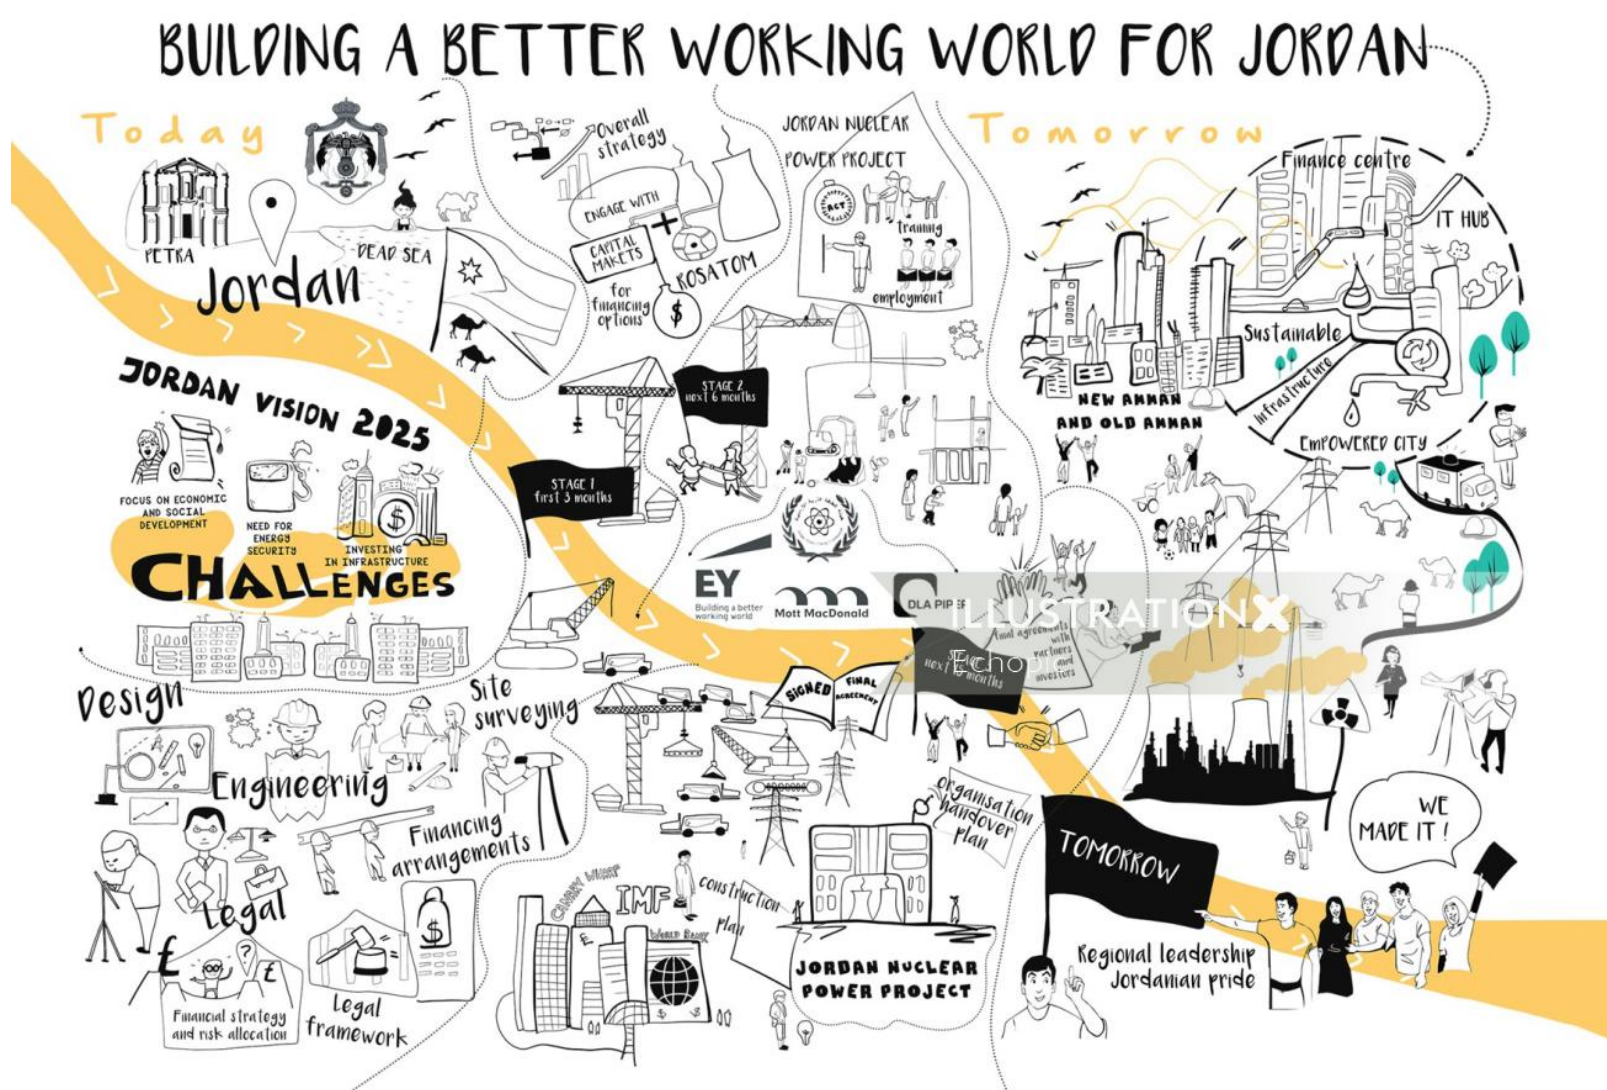 BUILDING A BETTER WORKING WORLD FOR JORDAN
Today
PETRA
DEAD SEA
Jordan
JORDAN VISION 2025
FOCUS ON ECONOMIC
AND SOCIAL
DEVELOPMENT
NEED FOR
ENERGY
SECURITY
INVESTING
IN INFRASTRUCTURE
CHALLENGES
Overall
strategy
ENGAGE WITH
CAPITAL
MAKETS
+
ROSATOM
for
financing
options
$
JORDAN NUCLEAR
POWER PROJECT
ACT
training
employment
STAGE 1
first 3 months
STAGE 2
next 6 months
EY
Building a better
working world
Mott MacDonald
DLA PIPER
Tomorrow
Finance centre
IT HUB
Sustainable
Infrastructure
EMPOWERED CITY
NEW AMMAN
AND OLD AMMAN
ILLUSTRATIONX
Echopic
final agreements
with
partners
and
investors
next
months
SIGNED
FINAL
AGREEMENT
Design
Engineering
Site
surveying
Financing
arrangements
Legal
£
?
£
Financial strategy
and risk allocation
Legal
framework
$
CANARY WHARF
IMF
WORLD BANK
£
$
$
construction
plan
organisation
handover
plan
JORDAN NUCLEAR
POWER PROJECT
TOMORROW
WE
MADE IT !
Regional leadership
Jordanian pride